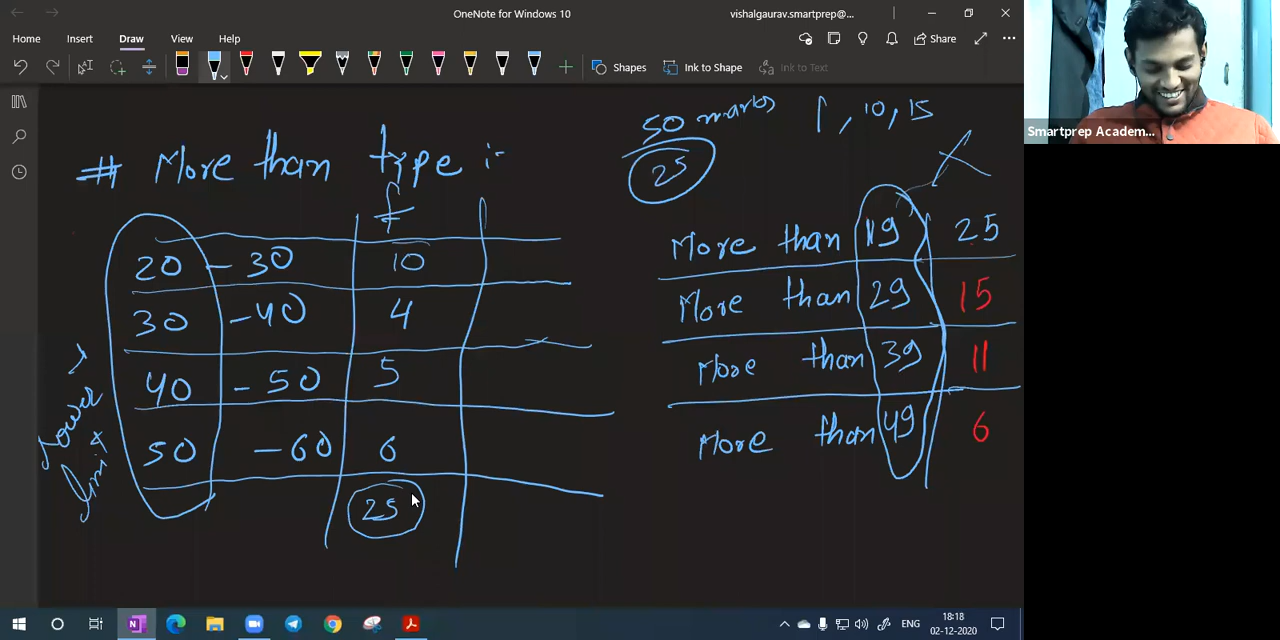 OneNote for Windows 10
vishalgaurav.smartprep@...
Home Insert Draw View Help
Share
Shapes
Ink to Shape
Ink to Text
Smartprep Academ...
# More than type :-
50 marks
25
1, 10, 15
f
20 - 30 10
30 - 40 4
40 - 50 5
50 - 60 6
25
Lower
limit
More than 19 25
More than 29 15
More than 39 11
More than 49 6
X
ENG
18:18
02-12-2020